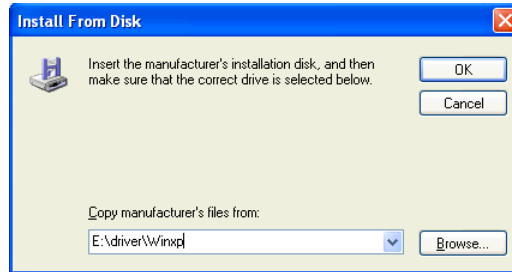 Install From Disk
Insert the manufacturer's installation disk, and then
make sure that the correct drive is selected below.
OK
Cancel
Copy manufacturer's files from:
E:\driver\Winxp
Browse...